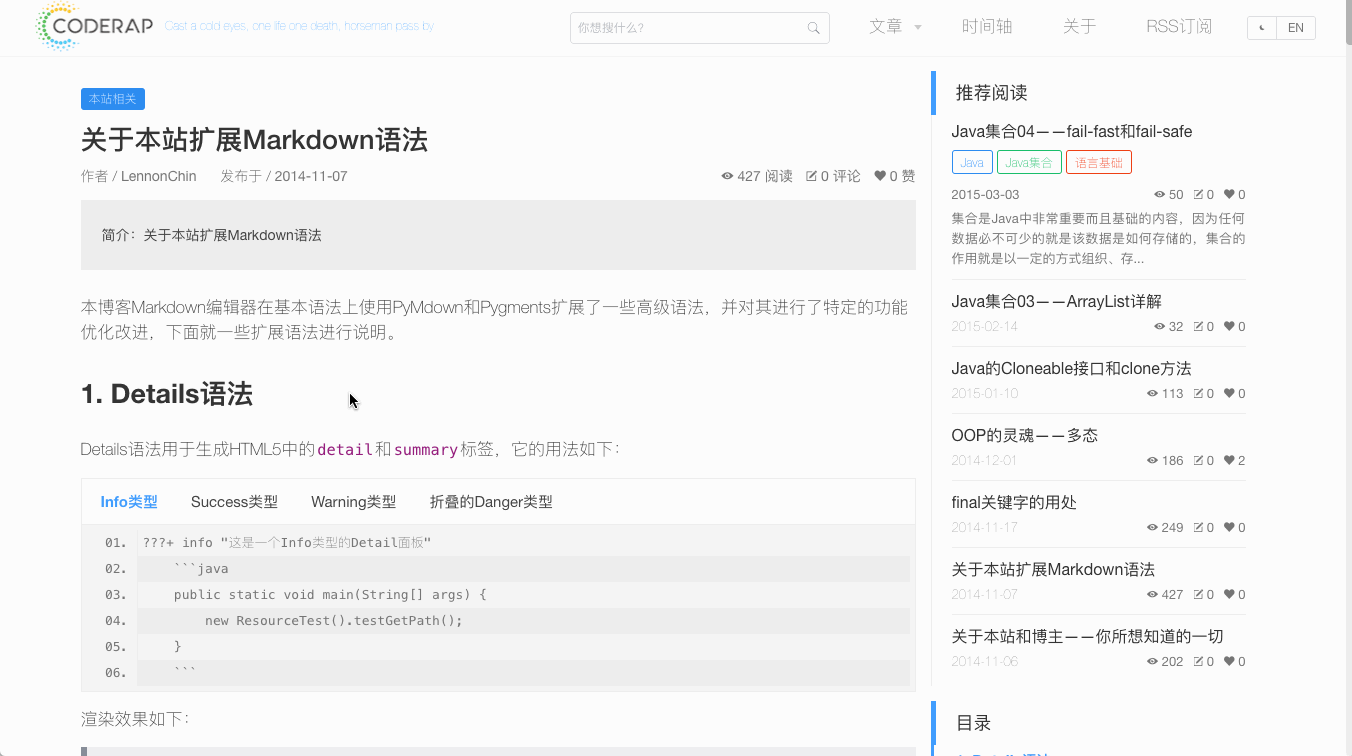 CODERAP
Cast a cold eyes, one life one death, horseman pass by
你想搜什么?
文章
时间轴
关于
RSS订阅
EN
本站相关
关于本站扩展Markdown语法
作者 / LennonChin 发布于 / 2014-11-07 427 阅读 0 评论 0 赞
简介：关于本站扩展Markdown语法
本博客Markdown编辑器在基本语法上使用PyMdown和Pygments扩展了一些高级语法，并对其进行了特定的功能
优化改进，下面就一些扩展语法进行说明。
1. Details语法
Details语法用于生成HTML5中的detail和summary标签，它的用法如下：
Info类型 Success类型 Warning类型 折叠的Danger类型
01. ???+ info "这是一个Info类型的Detail面板"
02.     ```java
03.     public static void main(String[] args) {
04.         new ResourceTest().testGetPath();
05.     }
06.     ```
渲染效果如下：
推荐阅读
Java集合04——fail-fast和fail-safe
Java Java集合 语言基础
2015-03-03 50 0 0
集合是Java中非常重要而且基础的内容，因为任何
数据必不可少的就是该数据是如何存储的，集合的
作用就是以一定的方式组织、存...
Java集合03——ArrayList详解
2015-02-14 32 0 0
Java的Cloneable接口和clone方法
2015-01-10 113 0 0
OOP的灵魂——多态
2014-12-01 186 0 2
final关键字的用处
2014-11-17 249 0 0
关于本站扩展Markdown语法
2014-11-07 427 0 0
关于本站和博主——你所想知道的一切
2014-11-06 202 0 0
目录